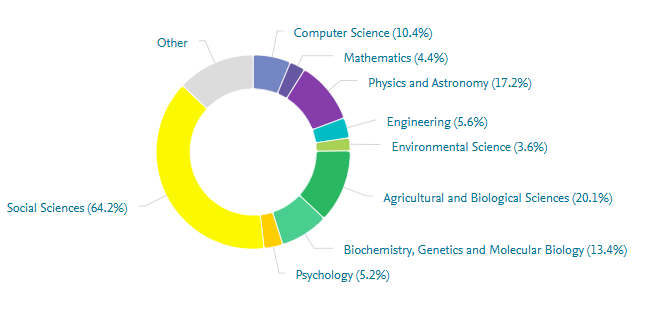 Computer Science (10.4%)
Other
Mathematics (4.4%)
Physics and Astronomy (17.2%)
Engineering (5.6%)
Environmental Science (3.6%)
Agricultural and Biological Sciences (20.1%)
Social Sciences (64.2%)
Biochemistry, Genetics and Molecular Biology (13.4%)
Psychology (5.2%)